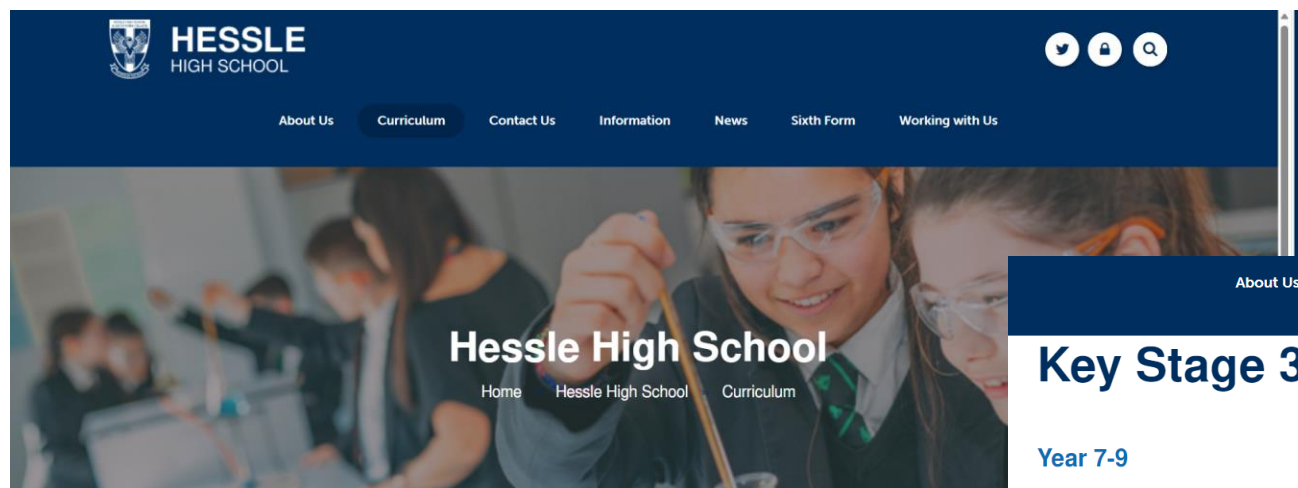 HESSLE
HIGH SCHOOL
About Us Curriculum Contact Us Information News Sixth Form Working with Us
Hessle High School
Home Hessle High School Curriculum
About Us
Key Stage 3
Year 7-9